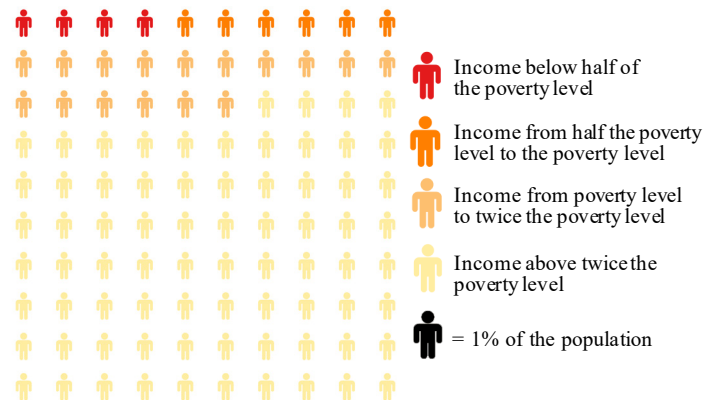 Income below half of
the poverty level
Income from half the poverty
level to the poverty level
Income from poverty level
to twice the poverty level
Income above twice the
poverty level
= 1% of the population